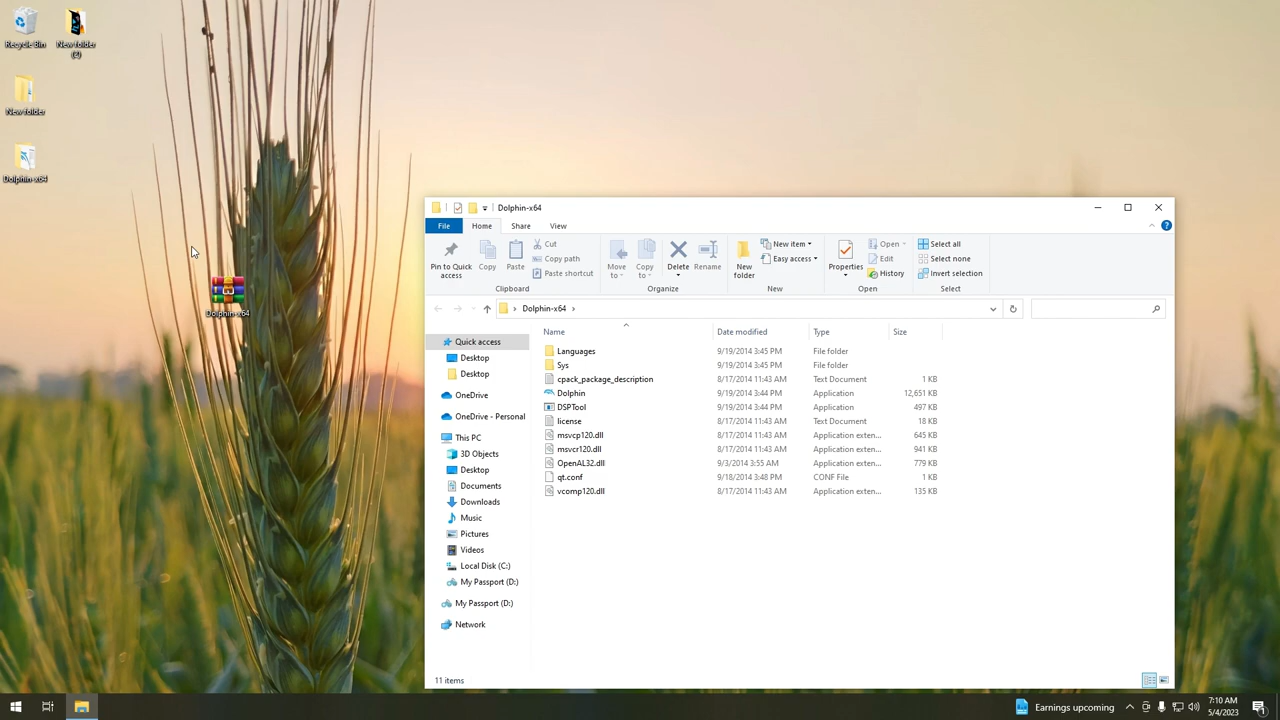 Recycle Bin
New folder
(2)
New folder
Dolphin-x64
Dolphin-x64
Dolphin-x64
File
Home
Share
View
Pin to Quick
access
Copy
Paste
Cut
Copy path
Paste shortcut
Clipboard
Move
to
Copy
to
Delete
Rename
Organize
New
folder
New item
Easy access
New
Properties
Open
Edit
History
Open
Select all
Select none
Invert selection
Select
Dolphin-x64
Name Date modified Type Size
Quick access
Desktop
Desktop
OneDrive
OneDrive - Personal
This PC
3D Objects
Desktop
Documents
Downloads
Music
Pictures
Videos
Local Disk (C:)
My Passport (D:)
My Passport (D:)
Network
Languages 9/19/2014 3:45 PM File folder
Sys 9/19/2014 3:45 PM File folder
cpack_package_description 8/17/2014 11:43 AM Text Document 1 KB
Dolphin 9/19/2014 3:44 PM Application 12,651 KB
DSPTool 9/19/2014 3:44 PM Application 497 KB
license 8/17/2014 11:43 AM Text Document 18 KB
msvcp120.dll 8/17/2014 11:43 AM Application exten... 645 KB
msvcr120.dll 8/17/2014 11:43 AM Application exten... 941 KB
OpenAL32.dll 9/3/2014 3:55 AM Application exten... 779 KB
qt.conf 9/18/2014 3:48 PM CONF File 1 KB
vcomp120.dll 8/17/2014 11:43 AM Application exten... 135 KB
11 items
Earnings upcoming
7:10 AM
5/4/2023
1